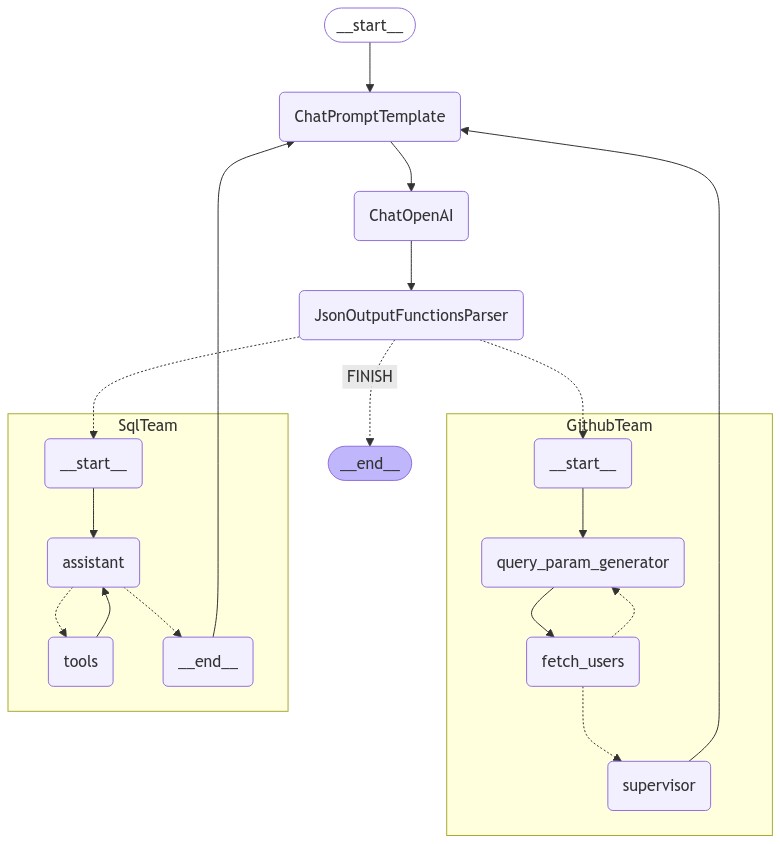 __start__
ChatPromptTemplate
ChatOpenAI
JsonOutputFunctionsParser
FINISH
SqlTeam
GithubTeam
__start__
__end__
__start__
assistant
query_param_generator
tools
__end__
fetch_users
supervisor